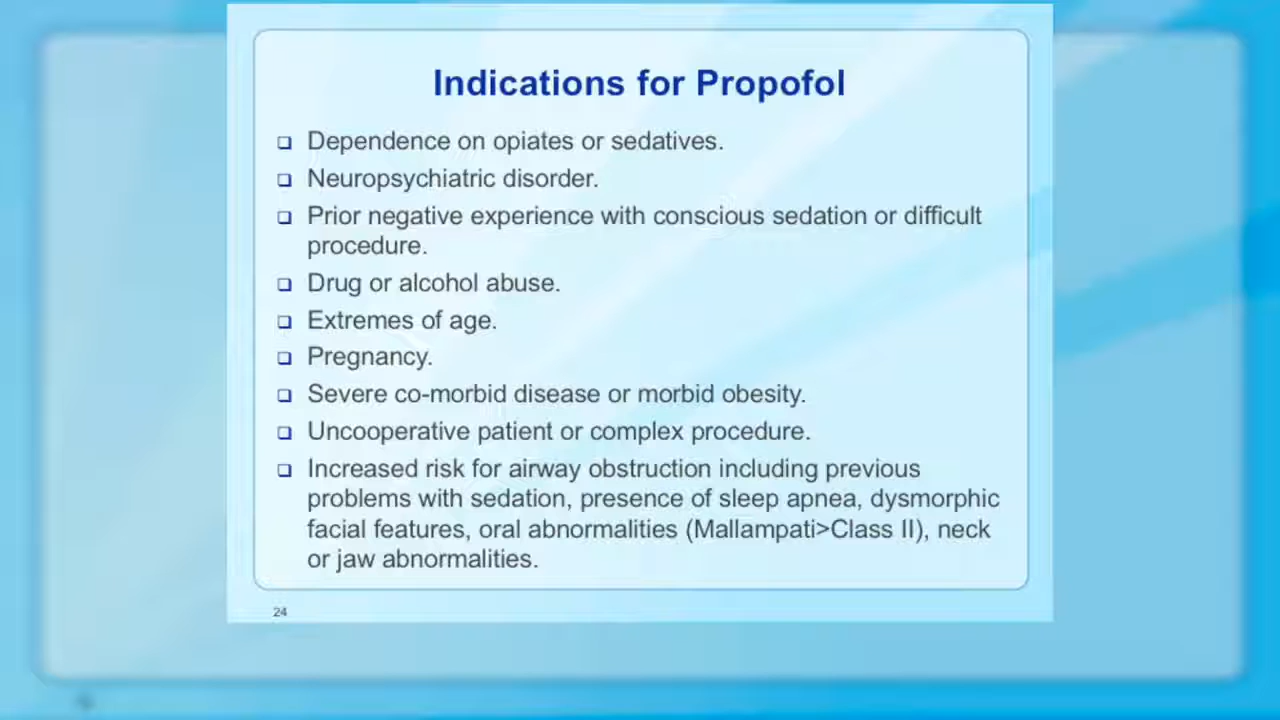 Indications for Propofol
Dependence on opiates or sedatives.
Neuropsychiatric disorder.
Prior negative experience with conscious sedation or difficult
procedure.
Drug or alcohol abuse.
Extremes of age.
Pregnancy.
Severe co-morbid disease or morbid obesity.
Uncooperative patient or complex procedure.
Increased risk for airway obstruction including previous
problems with sedation, presence of sleep apnea, dysmorphic
facial features, oral abnormalities (Mallampati>Class II), neck
or jaw abnormalities.
24